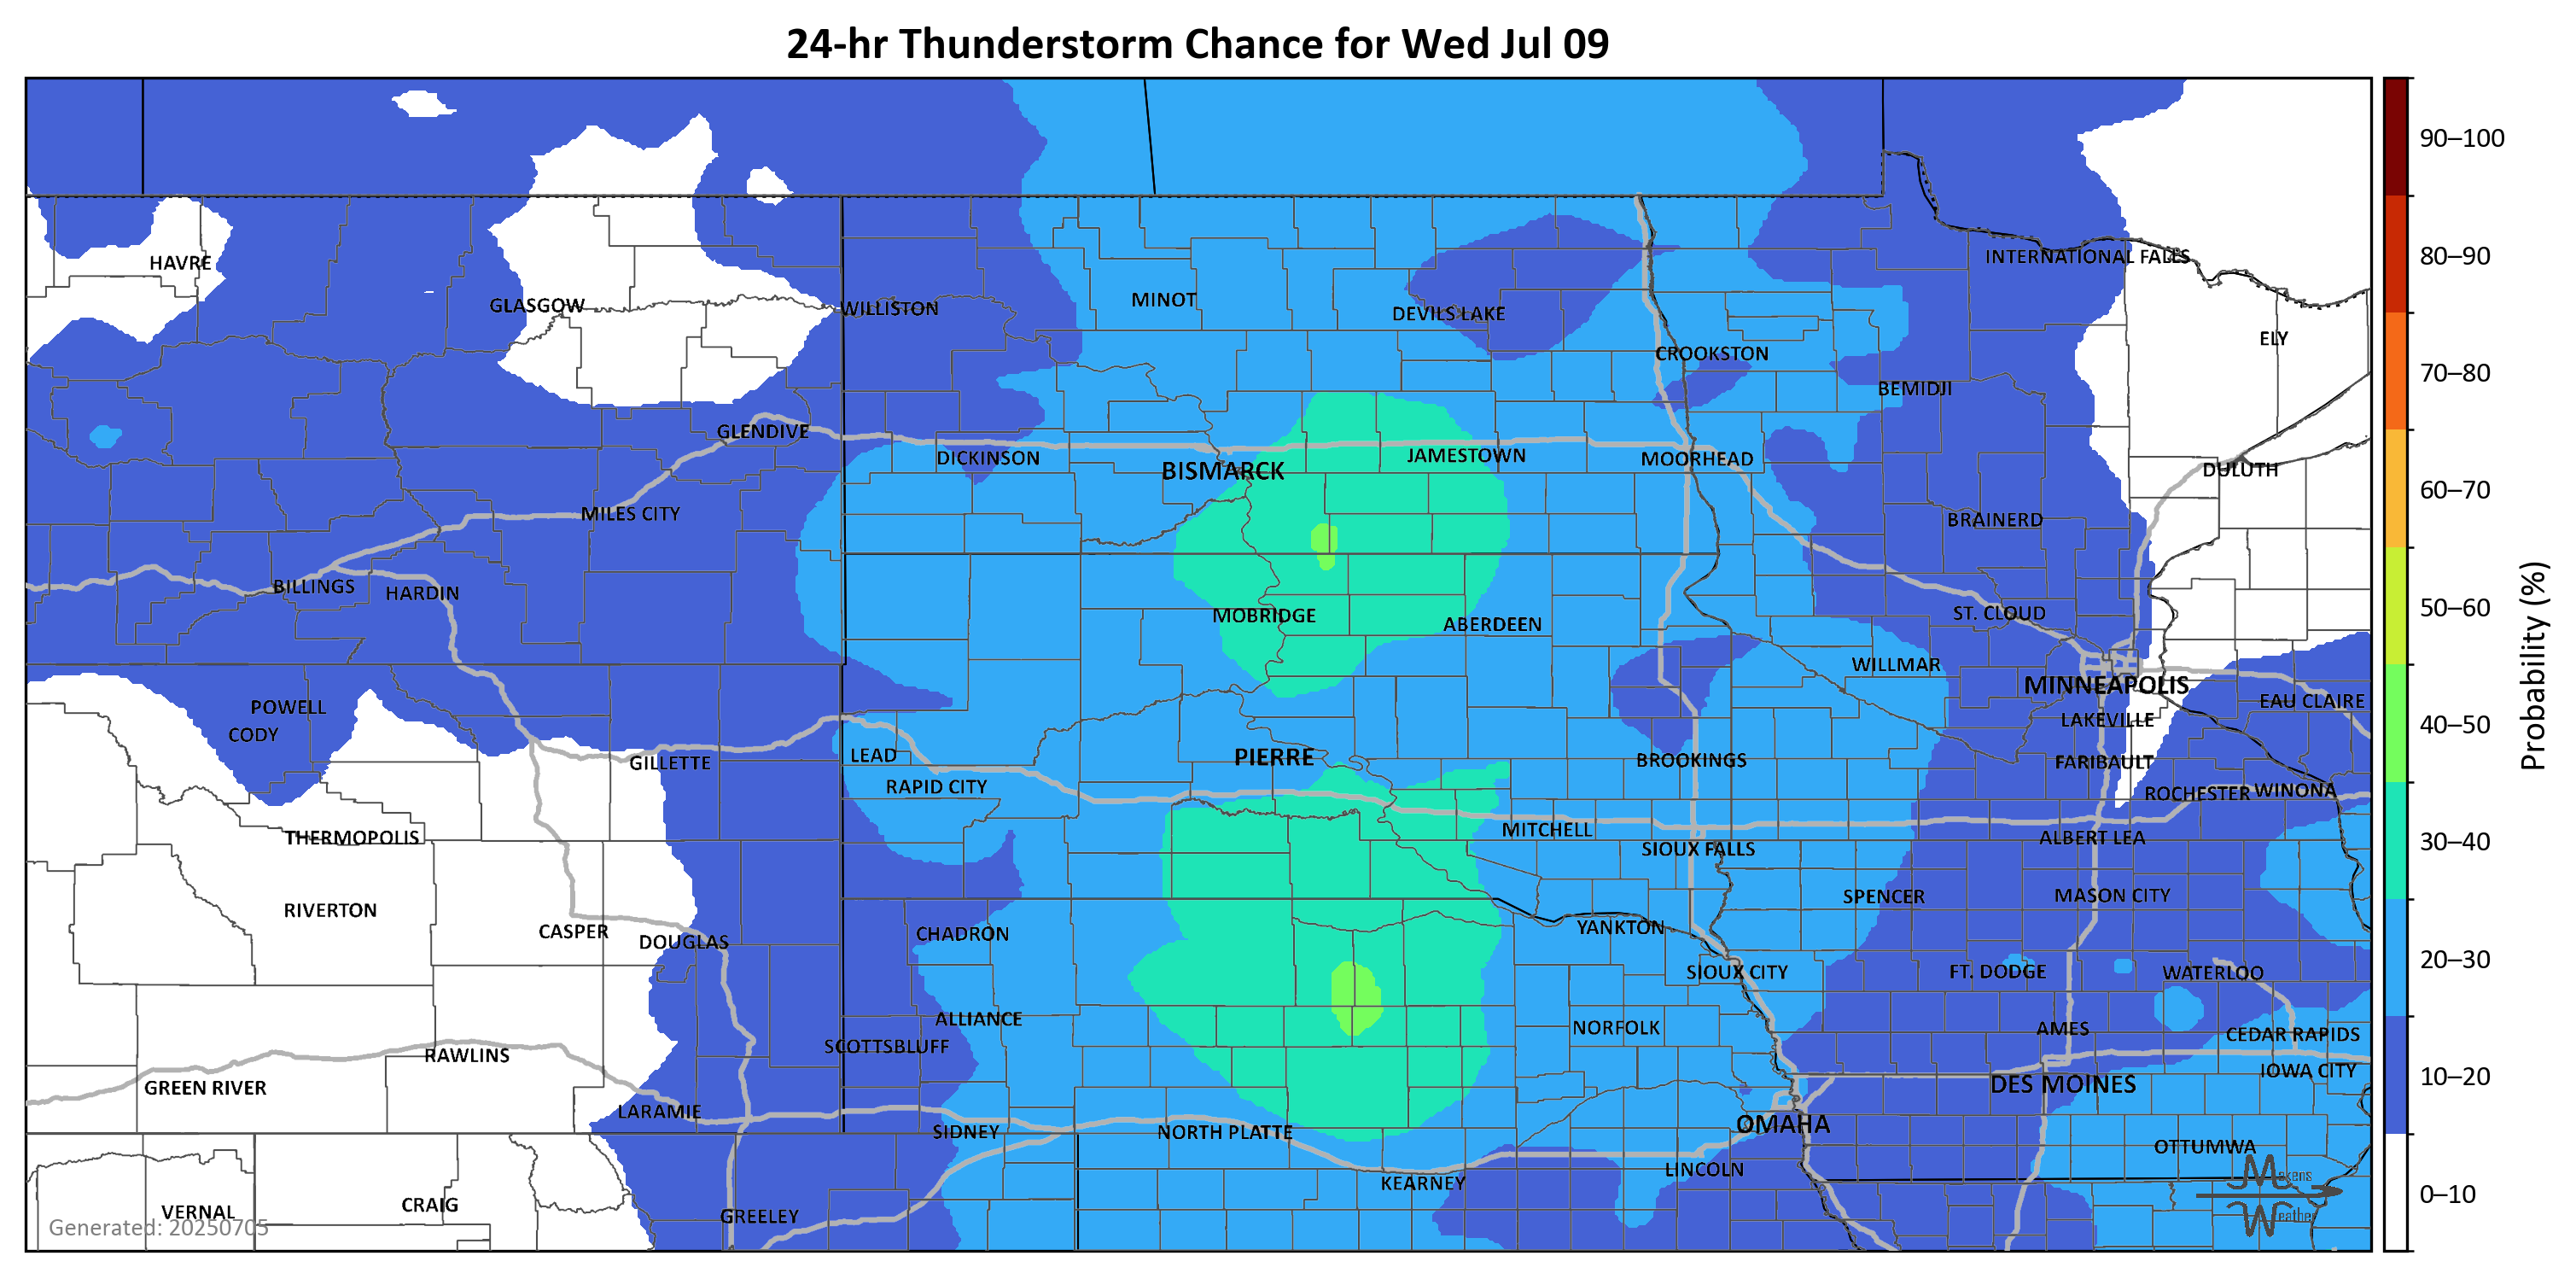 24-hr Thunderstorm Chance for Wed Jul 09
90–100
80–90
70–80
60–70
50–60
40–50
30–40
20–30
10–20
0–10
Probability (%)
HAVRE
INTERNATIONAL FALLS
GLASGOW
WILLISTON
MINOT
DEVILS LAKE
ELY
CROOKSTON
BEMIDJI
GLENDIVE
DICKINSON
BISMARCK
JAMESTOWN
MOORHEAD
DULUTH
MILES CITY
BRAINERD
BILLINGS
HARDIN
MOBRIDGE
ABERDEEN
ST. CLOUD
WILLMAR
MINNEAPOLIS
POWELL
EAU CLAIRE
CODY
LAKEVILLE
GILLETTE
LEAD
PIERRE
BROOKINGS
FARIBAULT
RAPID CITY
ROCHESTER
WINONA
THERMOPOLIS
MITCHELL
ALBERT LEA
SIOUX FALLS
RIVERTON
SPENCER
MASON CITY
CASPER
DOUGLAS
CHADRON
YANKTON
SIOUX CITY
FT. DODGE
WATERLOO
ALLIANCE
NORFOLK
AMES
CEDAR RAPIDS
SCOTTSBLUFF
RAWLINS
GREEN RIVER
DES MOINES
IOWA CITY
LARAMIE
SIDNEY
NORTH PLATTE
OMAHA
OTTUMWA
LINCOLN
KEARNEY
VERNAL
CRAIG
GREELEY
Makens
Weather
Generated: 20250705